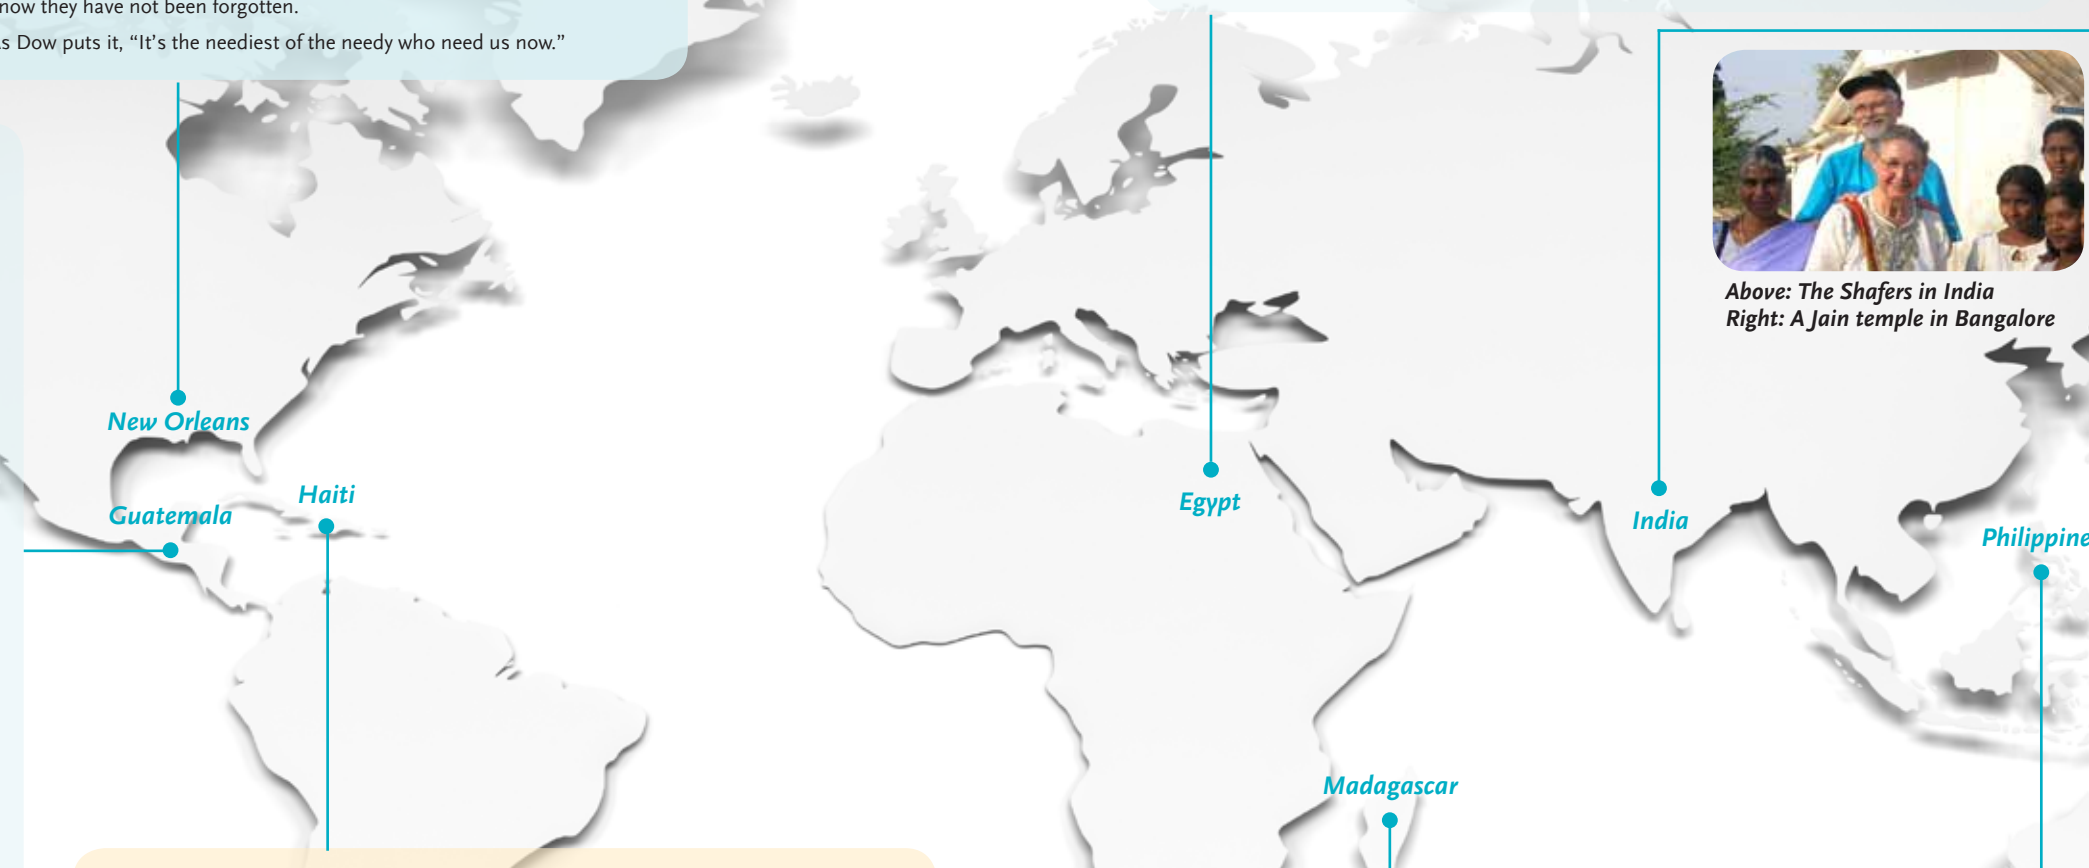 now they have not been forgotten.
s Dow puts it, “It’s the neediest of the needy who need us now.”
Above: The Shafers in India
Right: A Jain temple in Bangalore
New Orleans
Haiti
Guatemala
Egypt
India
Philippine
Madagascar